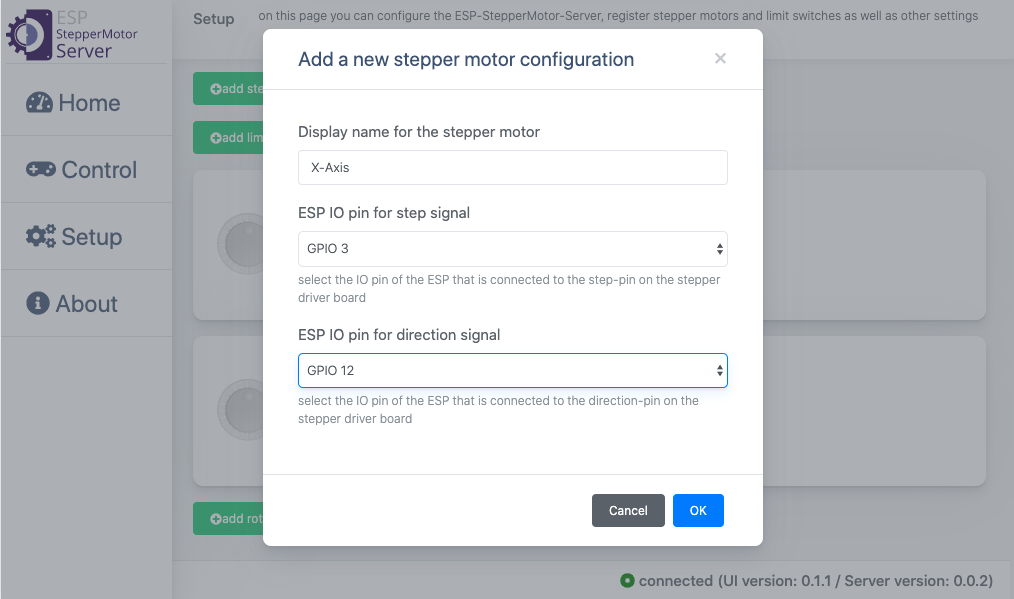 ESP
StepperMotor
Server
Home
Control
Setup
About
Setup
on this page you can configure the ESP-StepperMotor-Server, register stepper motors and limit switches as well as other settings
add ste
add lim
add rot
Add a new stepper motor configuration
×
Display name for the stepper motor
X-Axis
ESP IO pin for step signal
GPIO 3
select the IO pin of the ESP that is connected to the step-pin on the stepper
driver board
ESP IO pin for direction signal
GPIO 12
select the IO pin of the ESP that is connected to the direction-pin on the
stepper driver board
Cancel
OK
connected (UI version: 0.1.1 / Server version: 0.0.2)